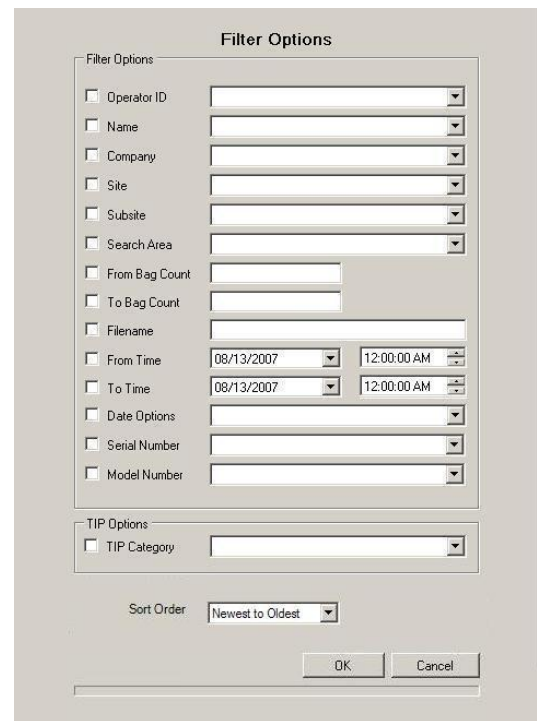 Filter Options
Filter Options
Operator ID
Name
Company
Site
Subsite
Search Area
From Bag Count
To Bag Count
Filename
From Time 08/13/2007 12:00:00 AM
To Time 08/13/2007 12:00:00 AM
Date Options
Serial Number
Model Number
TIP Options
TIP Category
Sort Order Newest to Oldest
OK Cancel